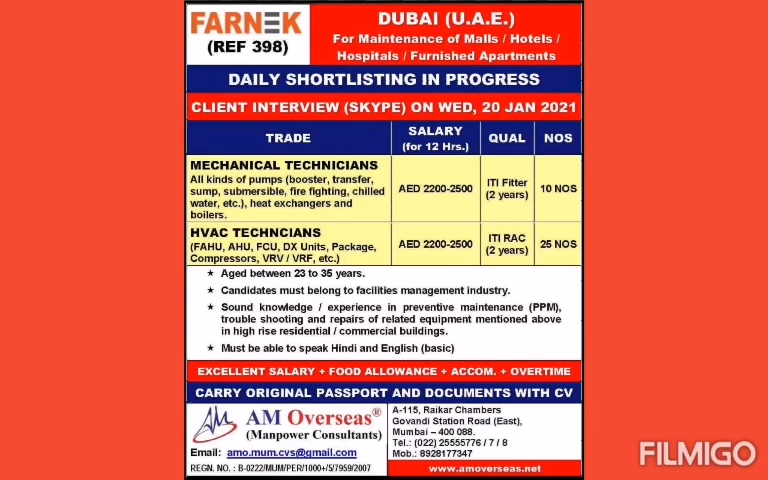 FARNEK
(REF 398)
DUBAI (U.A.E.)
For Maintenance of Malls / Hotels /
Hospitals / Furnished Apartments
DAILY SHORTLISTING IN PROGRESS
CLIENT INTERVIEW (SKYPE) ON WED, 20 JAN 2021
TRADE
SALARY
(for 12 Hrs.)
QUAL
NOS
MECHANICAL TECHNICIANS
All kinds of pumps (booster, transfer,
sump, submersible, fire fighting, chilled
water, etc.), heat exchangers and
boilers.
AED 2200-2500
ITI Fitter
(2 years)
10 NOS
HVAC TECHNCIANS
(FAHU, AHU, FCU, DX Units, Package,
Compressors, VRV / VRF, etc.)
AED 2200-2500
ITI RAC
(2 years)
25 NOS
★ Aged between 23 to 35 years.
★ Candidates must belong to facilities management industry.
★ Sound knowledge / experience in preventive maintenance (PPM),
trouble shooting and repairs of related equipment mentioned above
in high rise residential / commercial buildings.
★ Must be able to speak Hindi and English (basic)
EXCELLENT SALARY + FOOD ALLOWANCE + ACCOM. + OVERTIME
CARRY ORIGINAL PASSPORT AND DOCUMENTS WITH CV
AM Overseas®
(Manpower Consultants)
Email: amo.mum.cvs@gmail.com
REGN. NO. : B-0222/MUM/PER/1000+/5/7959/2007
A-115, Raikar Chambers
Govandi Station Road (East),
Mumbai – 400 088.
Tel.: (022) 25555776 / 7 / 8
Mob.: 8928177347
www.amoverseas.net
FILMIGO